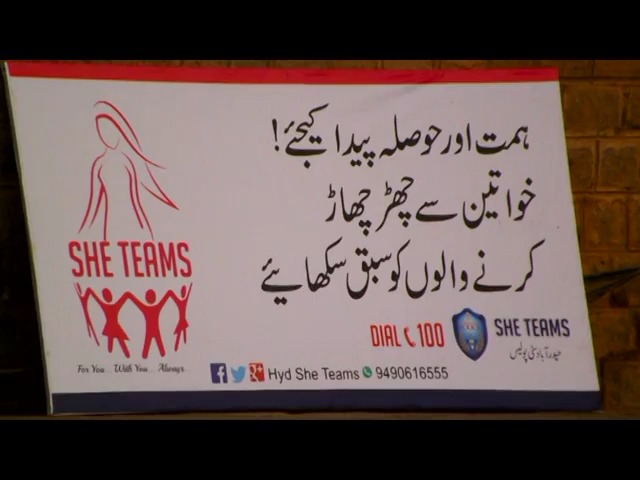 ہمت اور حوصلہ پیدا کیجئے!
خواتین سے چھڑ چھاڑ
کرنے والوں کو سبق سکھائیے
SHE TEAMS
For You... With You... Always...
DIAL 100
SHE TEAMS
حیدرآباد سٹی پولیس
Hyd She Teams 9490616555